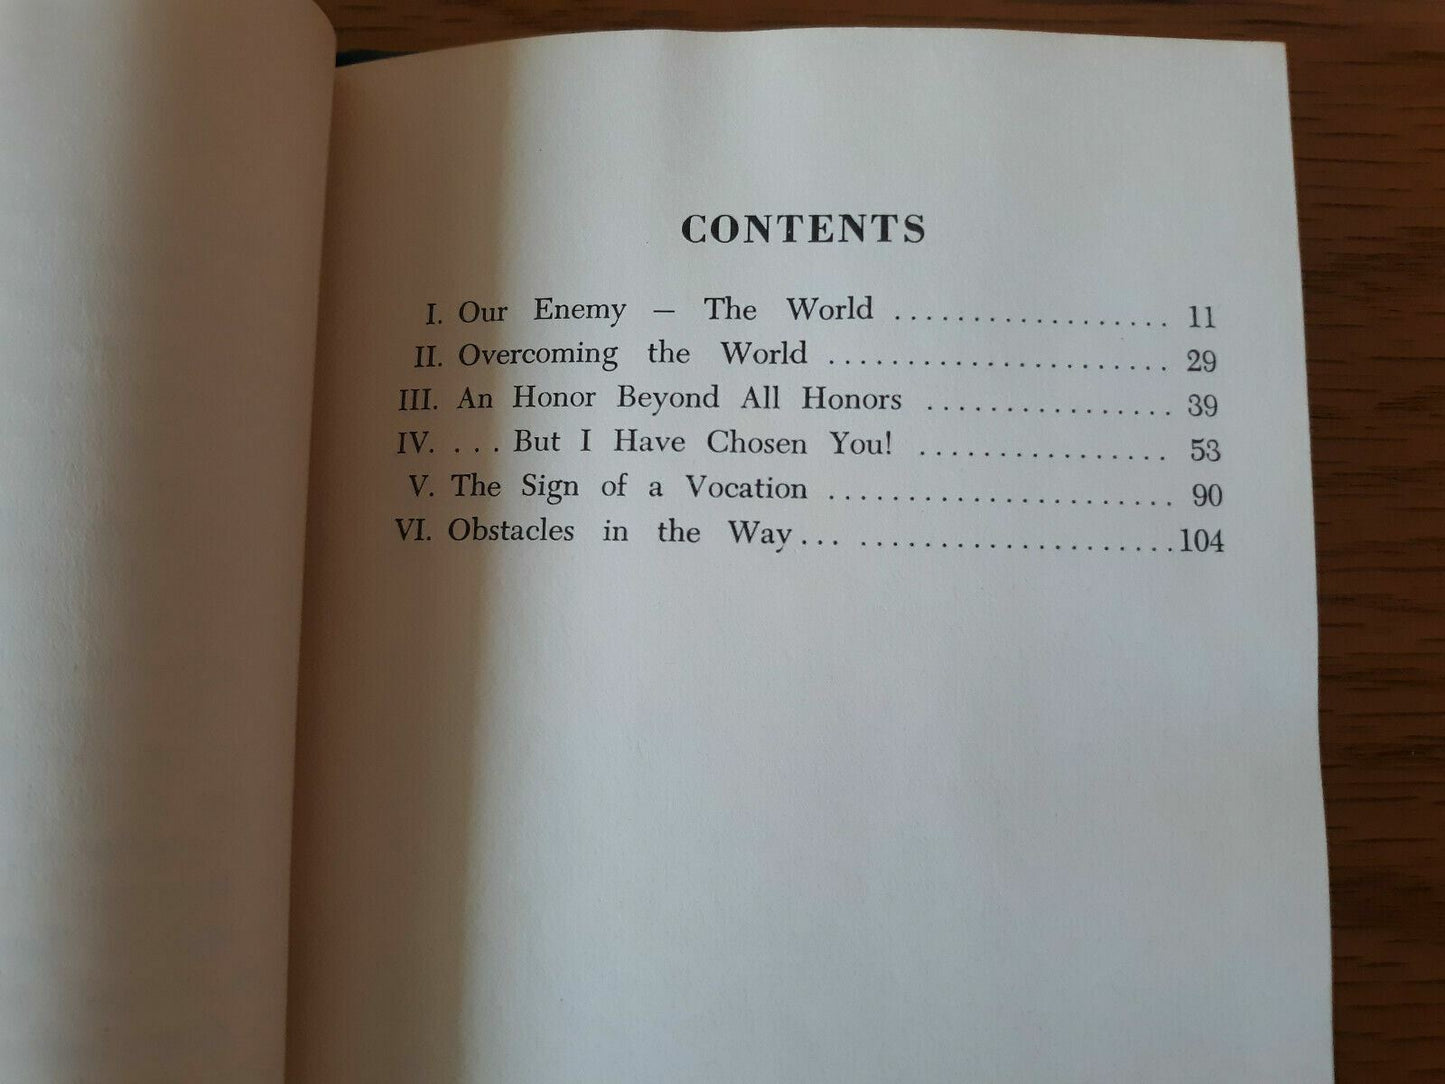 CONTENTS
I. Our Enemy — The World .................. 11
II. Overcoming the World ...................... 29
III. An Honor Beyond All Honors ................ 39
IV. . . . But I Have Chosen You! ................ 53
V. The Sign of a Vocation ...................... 90
VI. Obstacles in the Way... ....................104